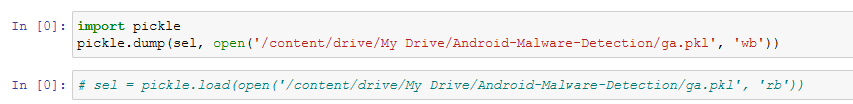 In [0]: import pickle
pickle.dump(sel, open('/content/drive/My Drive/Android-Malware-Detection/ga.pkl', 'wb'))
In [0]: # sel = pickle.load(open('/content/drive/My Drive/Android-Malware-Detection/ga.pkl', 'rb'))